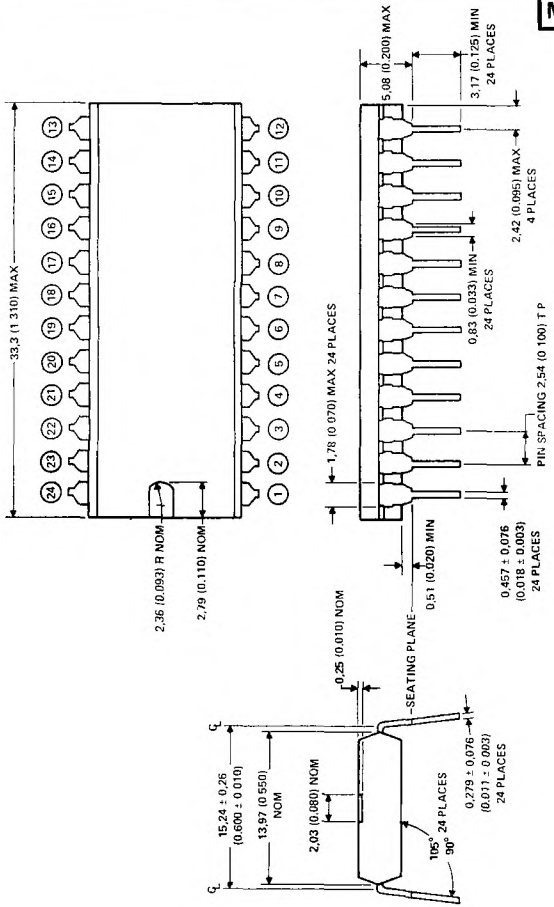 33,3 (1 310) MAX
24 23 22 21 20 19 18 17 16 15 14 13
1 2 3 4 5 6 7 8 9 10 11 12
2,36 (0.093) R NOM
2,79 (0.110) NOM
1,78 (0 070) MAX 24 PLACES
5,08 (0.200) MAX
3,17 (0.125) MIN
24 PLACES
2,42 (0.095) MAX
4 PLACES
0,83 (0.033) MIN
24 PLACES
PIN SPACING 2,54 (0 100) T P
0,51 (0.020) MIN
0,457 ± 0,076
(0.018 ± 0.003)
24 PLACES
SEATING PLANE
0,25 (0.010) NOM
15,24 ± 0,26
(0.600 ± 0 010)
13,97 (0 550)
NOM
2,03 (0.080) NOM
105°
90°
24 PLACES
0,279 ± 0,076
(0.011 ± 0 003)
24 PLACES